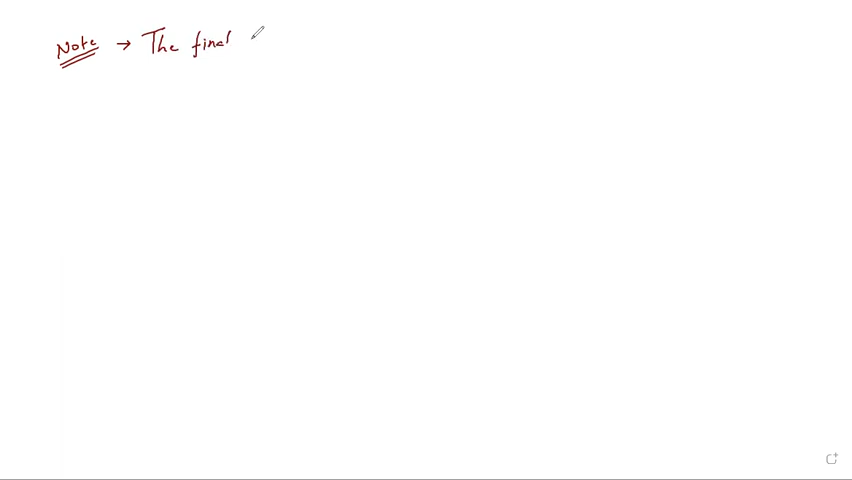 Note → The final